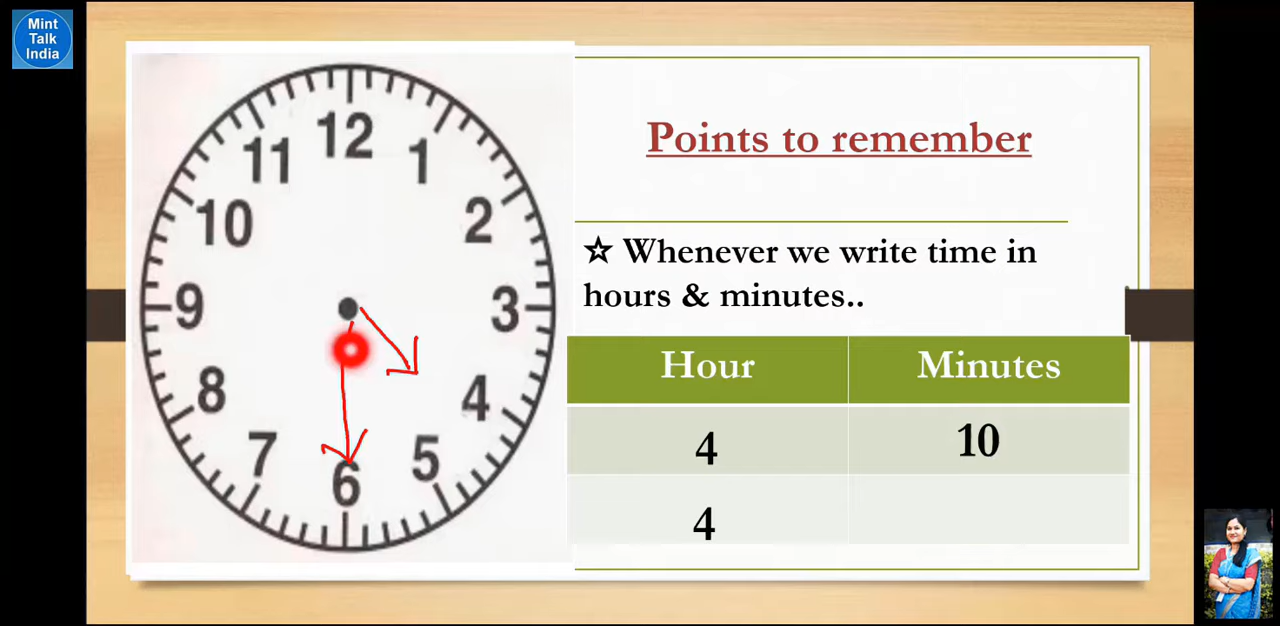 Mint
Talk
India
12
11
1
10
2
9
3
8
4
7
5
6
Points to remember
☆ Whenever we write time in
hours & minutes..
Hour Minutes
4 10
4